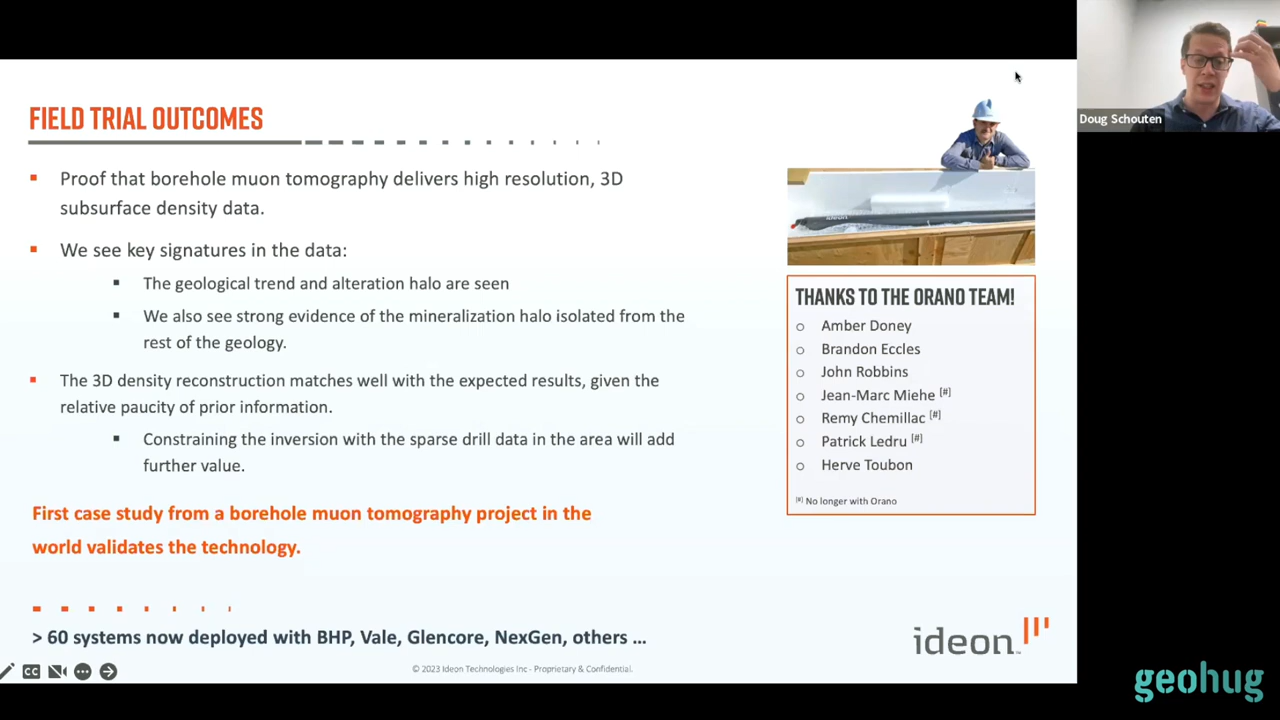 FIELD TRIAL OUTCOMES
Proof that borehole muon tomography delivers high resolution, 3D
subsurface density data.
We see key signatures in the data:
The geological trend and alteration halo are seen
We also see strong evidence of the mineralization halo isolated from the
rest of the geology.
The 3D density reconstruction matches well with the expected results, given the
relative paucity of prior information.
Constraining the inversion with the sparse drill data in the area will add
further value.
First case study from a borehole muon tomography project in the
world validates the technology.
> 60 systems now deployed with BHP, Vale, Glencore, NexGen, others ...
CC
© 2023 Ideon Technologies Inc - Proprietary & Confidential.
IDEON
THANKS TO THE ORANO TEAM!
Amber Doney
Brandon Eccles
John Robbins
Jean-Marc Miehe [#]
Remy Chemillac [#]
Patrick Ledru [#]
Herve Toubon
[#] No longer with Orano
ideon™
Doug Schouten
geohug